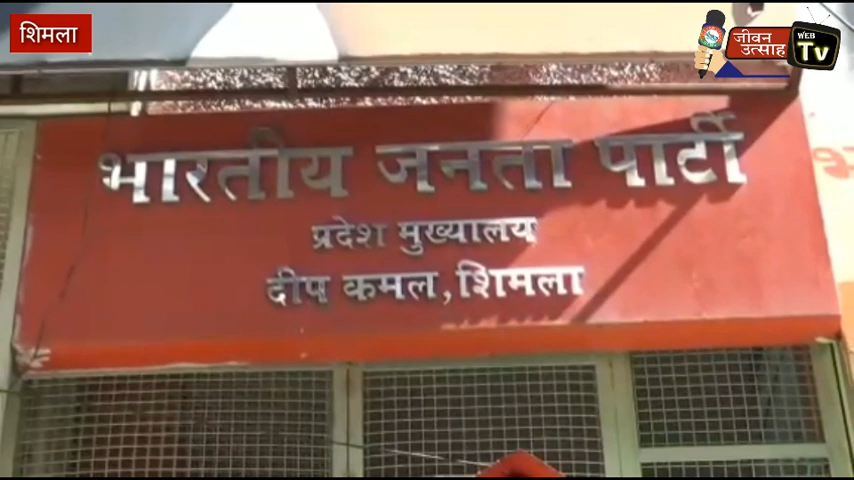 शिमला
जीवन
उत्साह
WEB
TV
भारतीय जनता पार्टी
प्रदेश मुख्यालय
दीप कमल, शिमला